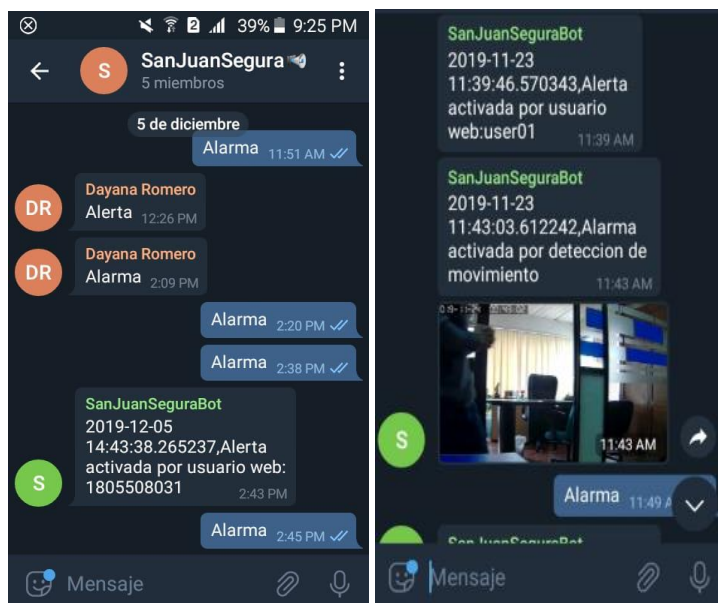 39% 9:25 PM
2
S
SanJuanSegura
5 miembros
5 de diciembre
Alarma 11:51 AM
DR
Dayana Romero
Alerta 12:26 PM
DR
Dayana Romero
Alarma 2:09 PM
Alarma 2:20 PM
Alarma 2:38 PM
SanJuanSeguraBot
2019-12-05
14:43:38.265237,Alerta
activada por usuario web:
1805508031 2:43 PM
S
Alarma 2:45 PM
Mensaje
SanJuanSeguraBot
2019-11-23
11:39:46.570343,Alerta
activada por usuario
web:user01 11:39 AM
SanJuanSeguraBot
2019-11-23
11:43:03.612242,Alarma
activada por deteccion de
movimiento 11:43 AM
S
11:43 AM
Alarma 11:49 A
SanJuanSeguraBot
Mensaje